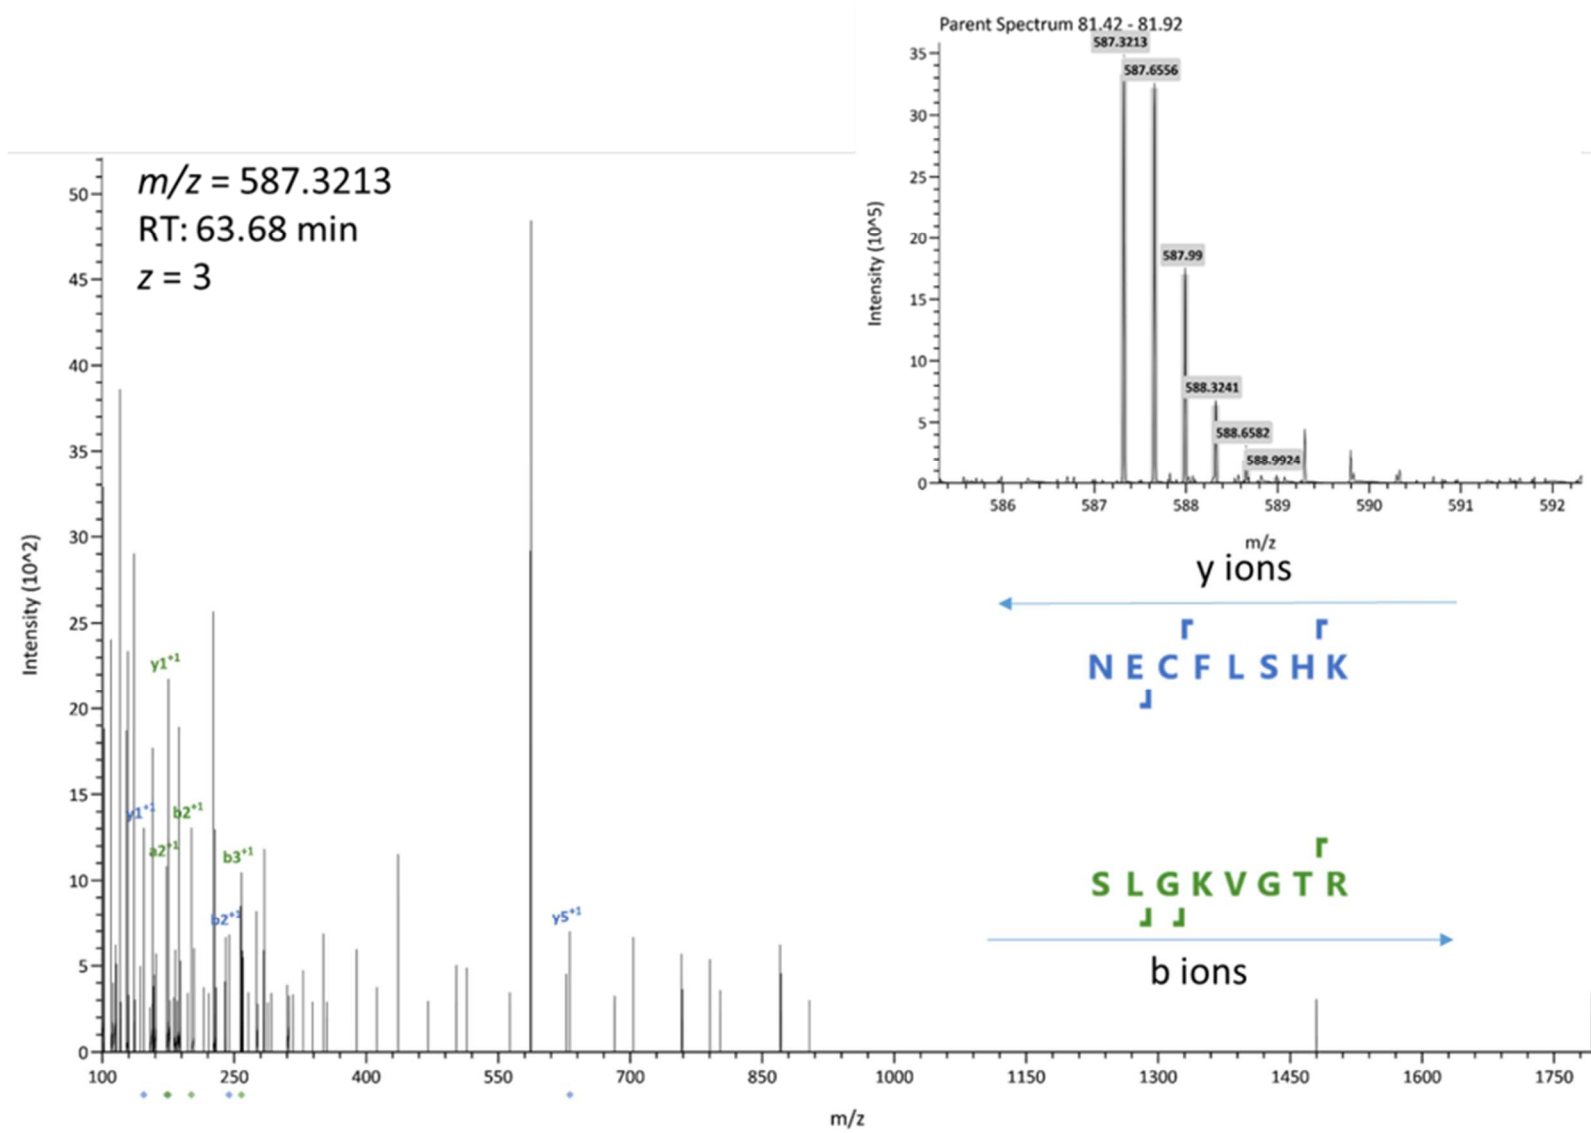 Parent Spectrum 81.42 - 81.92
587.3213
587.6556
587.99
588.3241
588.6582
588.9924
35
30
25
20
15
10
5
0
Intensity (10^5)
586 587 588 589 590 591 592
m/z
m/z = 587.3213
RT: 63.68 min
z = 3
50
45
40
35
30
25
20
15
10
5
0
Intensity (10^2)
y1+1
y1+1
b2+1
a2+1
b3+1
b2+1
y5+1
100 250 400 550 700 850 1000 1150 1300 1450 1600 1750
m/z
y ions
N E C F L S H K
S L G K V G T R
b ions